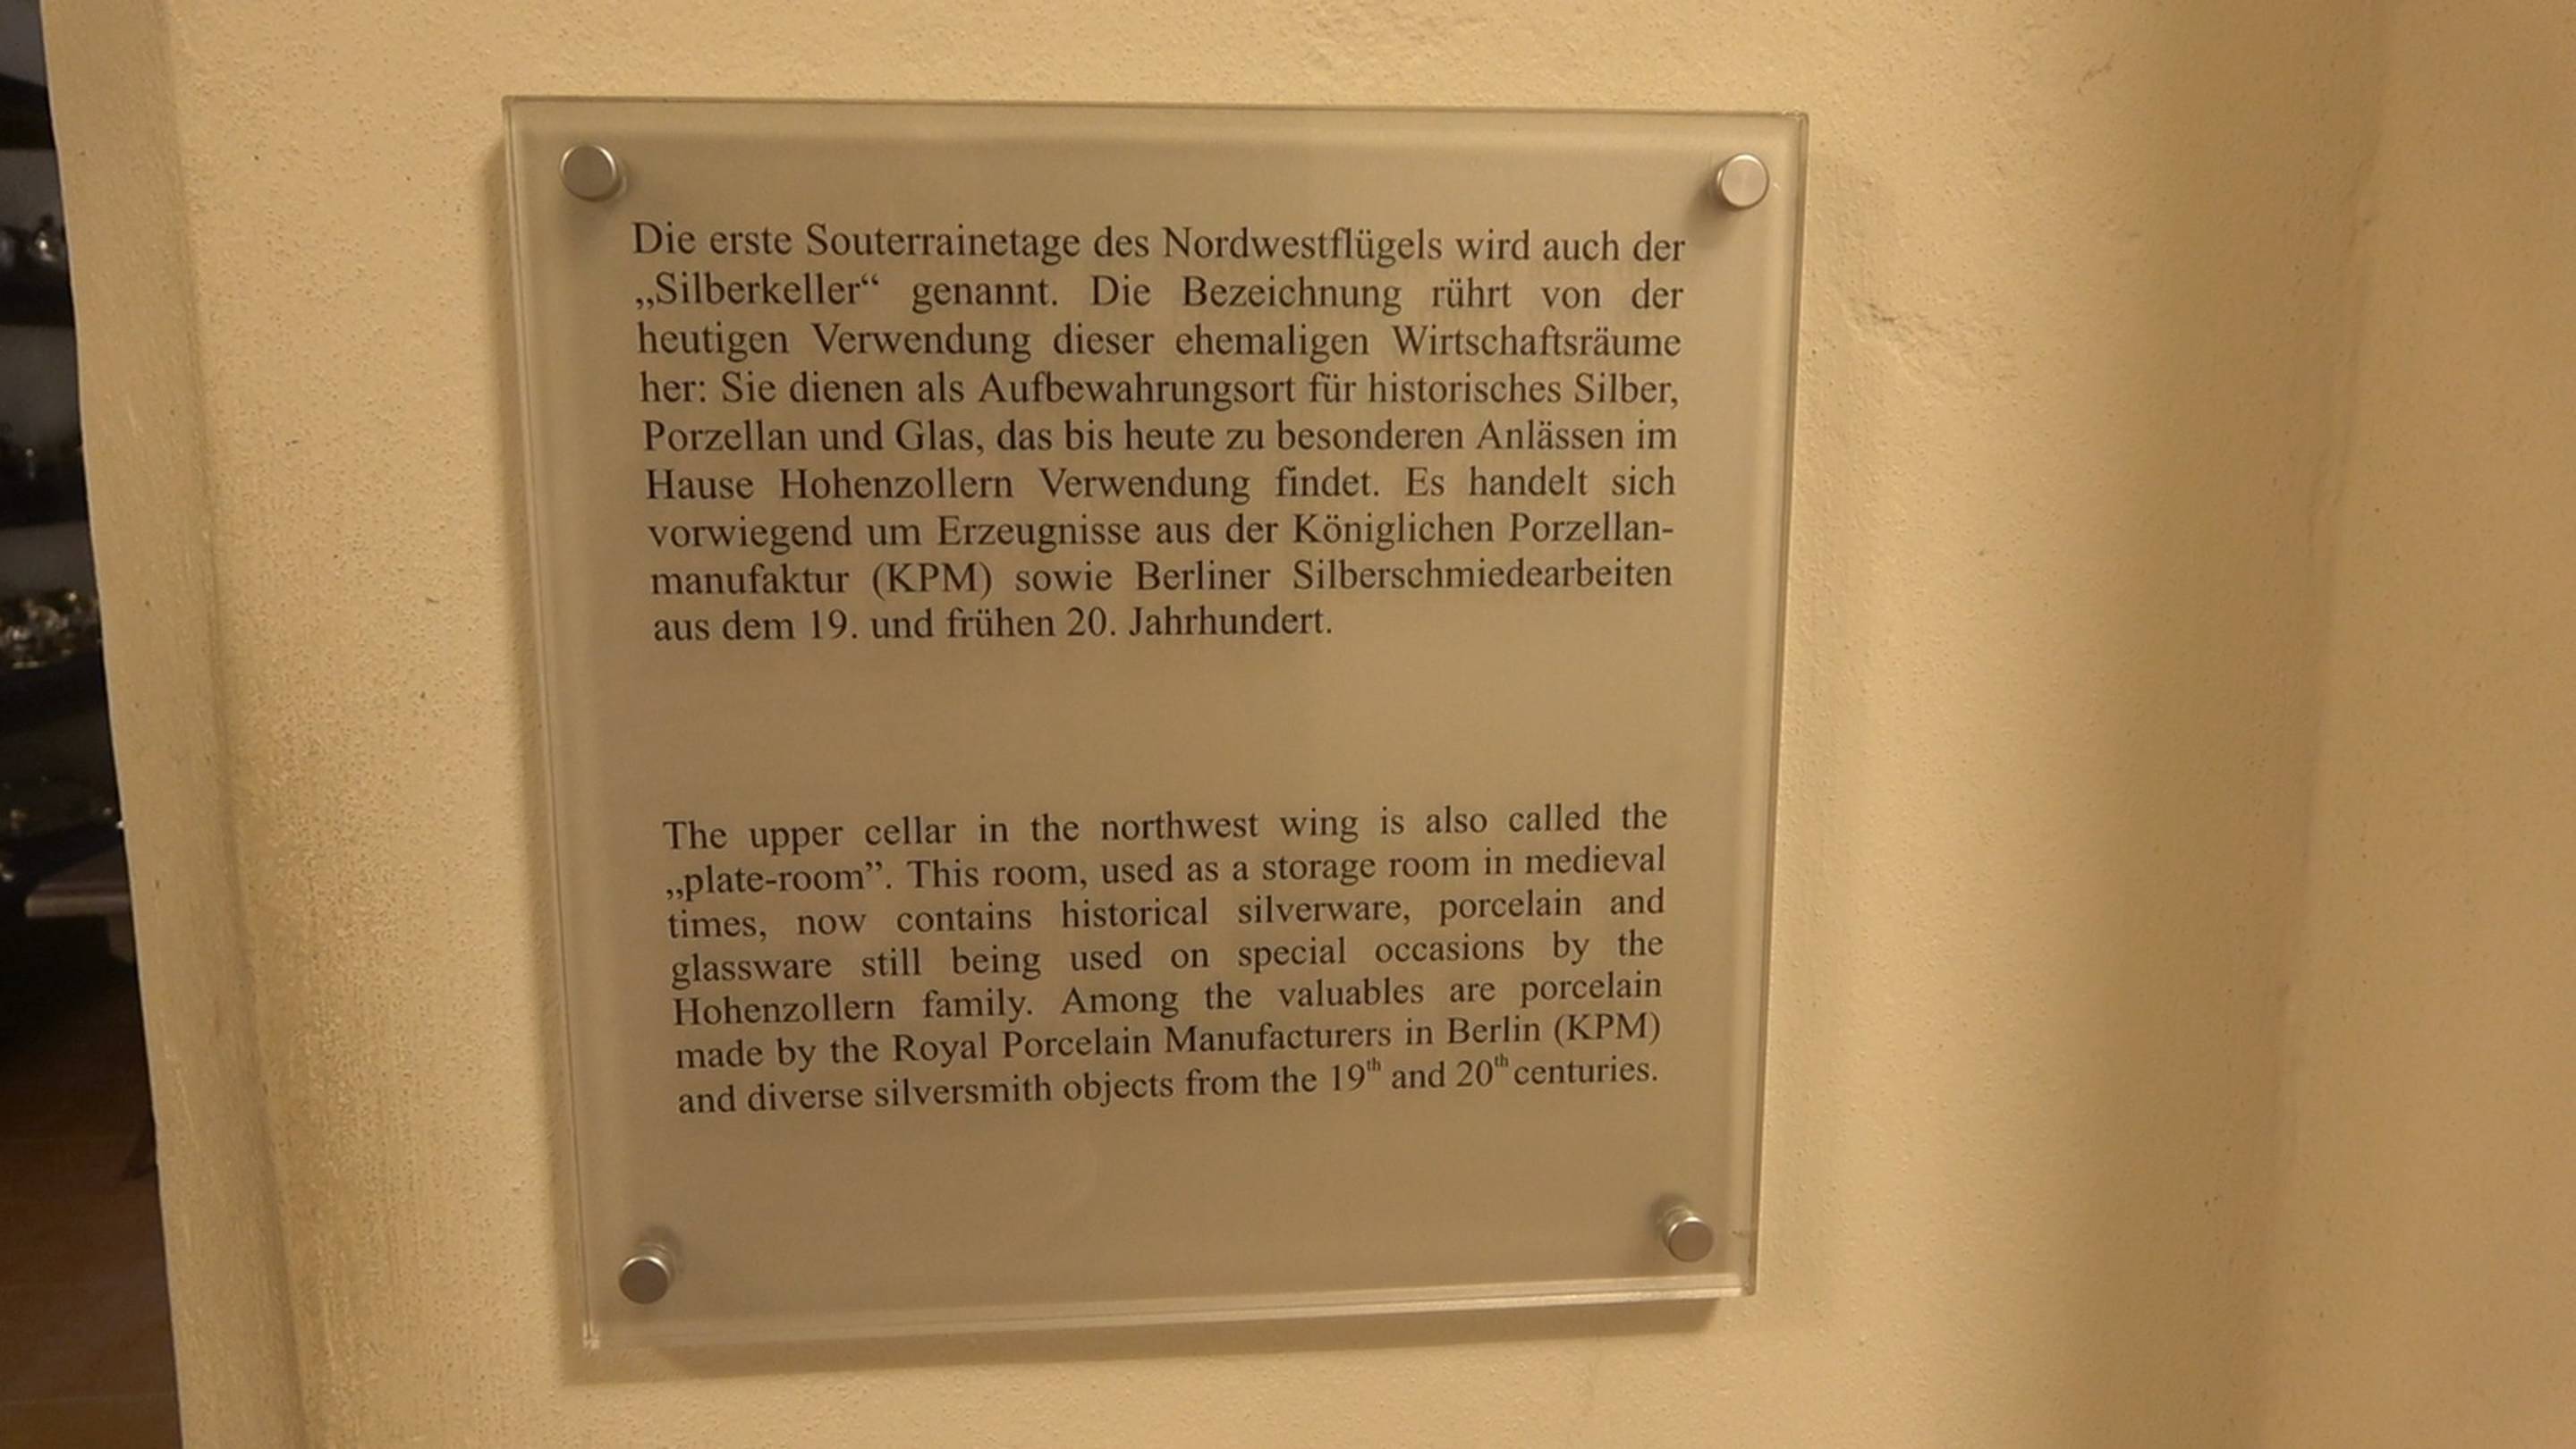 Die erste Souterrainetage des Nordwestflügels wird auch der
„Silberkeller“ genannt. Die Bezeichnung rührt von der
heutigen Verwendung dieser ehemaligen Wirtschaftsräume
her: Sie dienen als Aufbewahrungsort für historisches Silber,
Porzellan und Glas, das bis heute zu besonderen Anlässen im
Hause Hohenzollern Verwendung findet. Es handelt sich
vorwiegend um Erzeugnisse aus der Königlichen Porzellan-
manufaktur (KPM) sowie Berliner Silberschmiedearbeiten
aus dem 19. und frühen 20. Jahrhundert.
The upper cellar in the northwest wing is also called the
„plate-room”. This room, used as a storage room in medieval
times, now contains historical silverware, porcelain and
glassware still being used on special occasions by the
Hohenzollern family. Among the valuables are porcelain
made by the Royal Porcelain Manufacturers in Berlin (KPM)
and diverse silversmith objects from the 19th and 20th centuries.